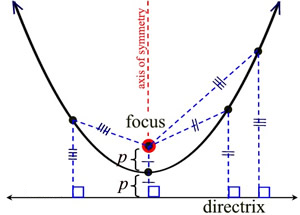 axis of symmetry
focus
p
p
directrix